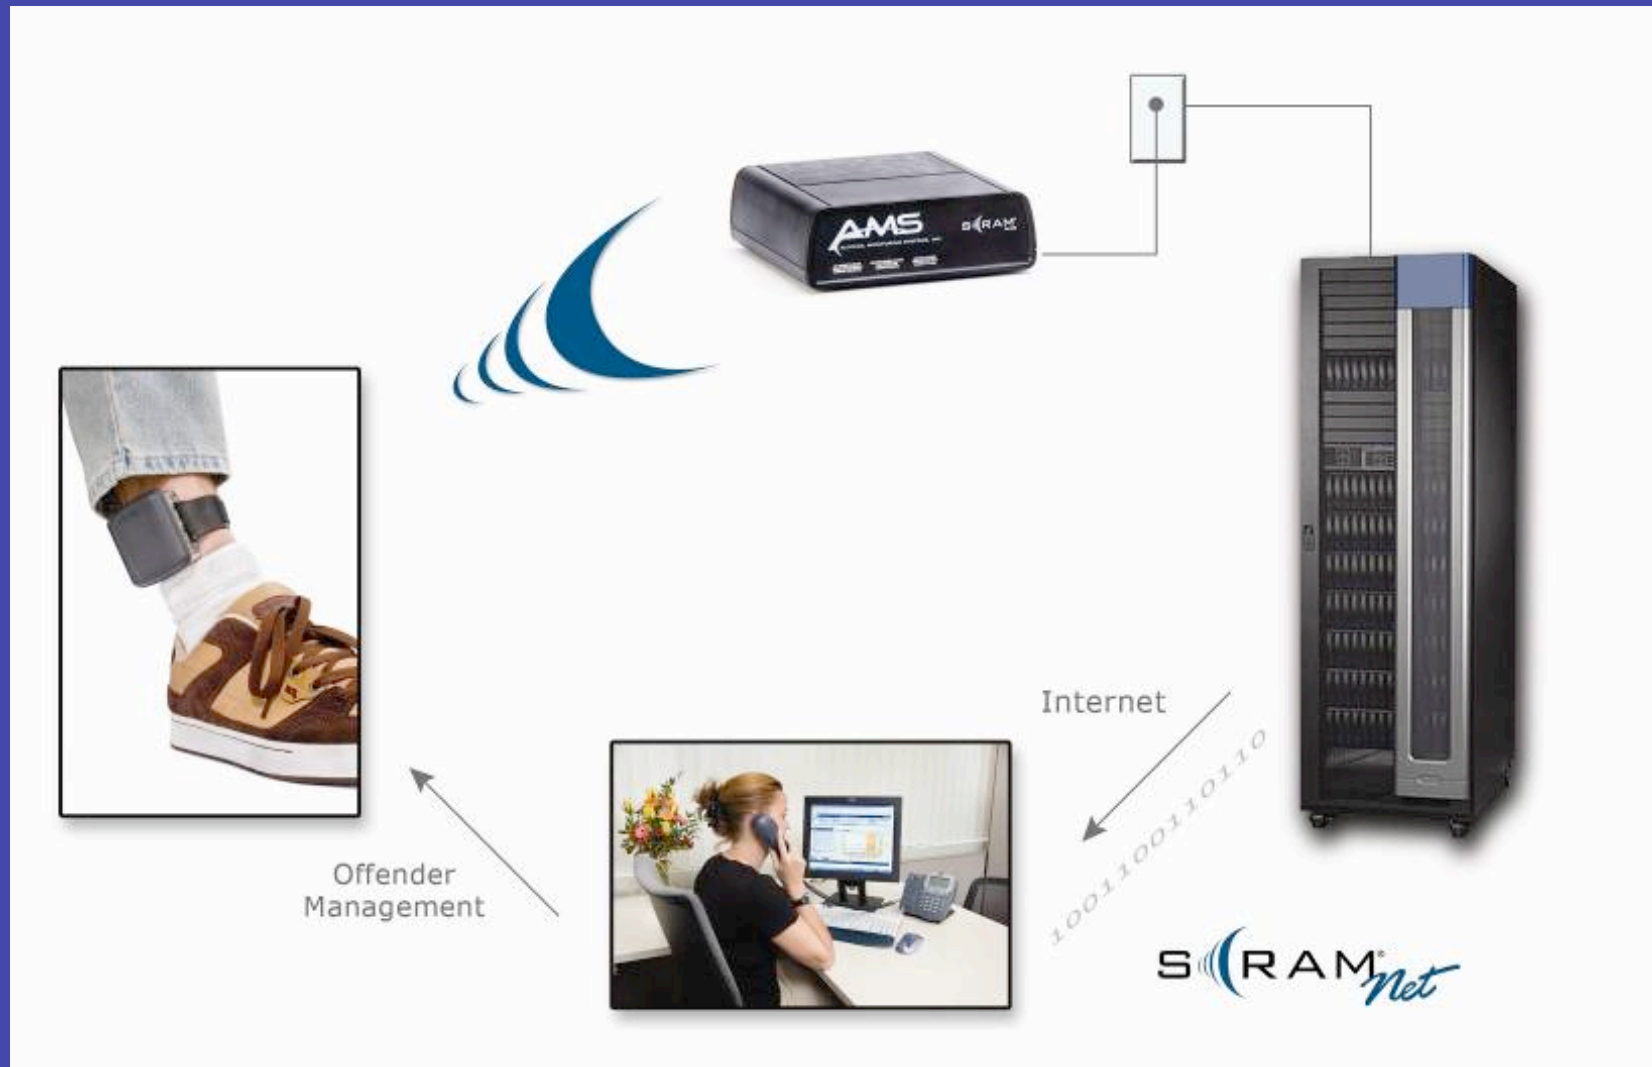 AMS
SCRAM
Internet
1001100110110
Offender
Management
SCRAM®
Net